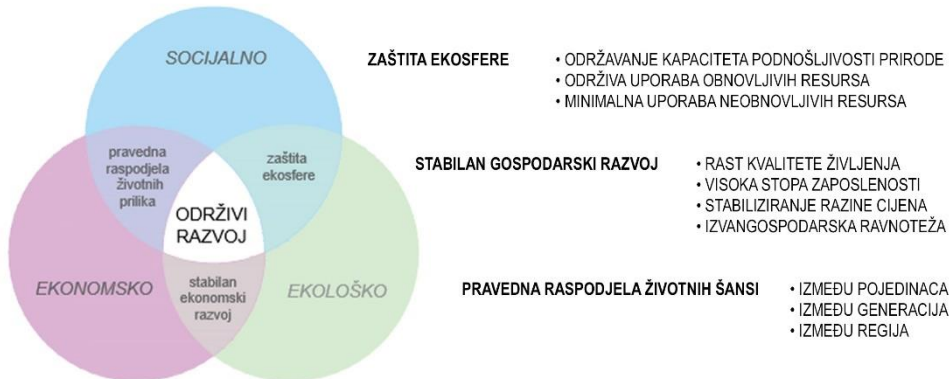 SOCIJALNO
pravedna
raspodjela
životnih
prilika
zaštita
ekosfere
ODRŽIVI
RAZVOJ
EKONOMSKO
stabilan
ekonomski
razvoj
EKOLOŠKO
ZAŠTITA EKOSFERE
• ODRŽAVANJE KAPACITETA PODNOŠLJIVOSTI PRIRODE
• ODRŽIVA UPORABA OBNOVLJIVIH RESURSA
• MINIMALNA UPORABA NEOBNOVLJIVIH RESURSA
STABILAN GOSPODARSKI RAZVOJ
• RAST KVALITETE ŽIVLJENJA
• VISOKA STOPA ZAPOSLENOSTI
• STABILIZIRANJE RAZINE CIJENA
• IZVANGOSPODARSKA RAVNOTEŽA
PRAVEDNA RASPODJELA ŽIVOTNIH ŠANSI
• IZMEĐU POJEDINACA
• IZMEĐU GENERACIJA
• IZMEĐU REGIJA